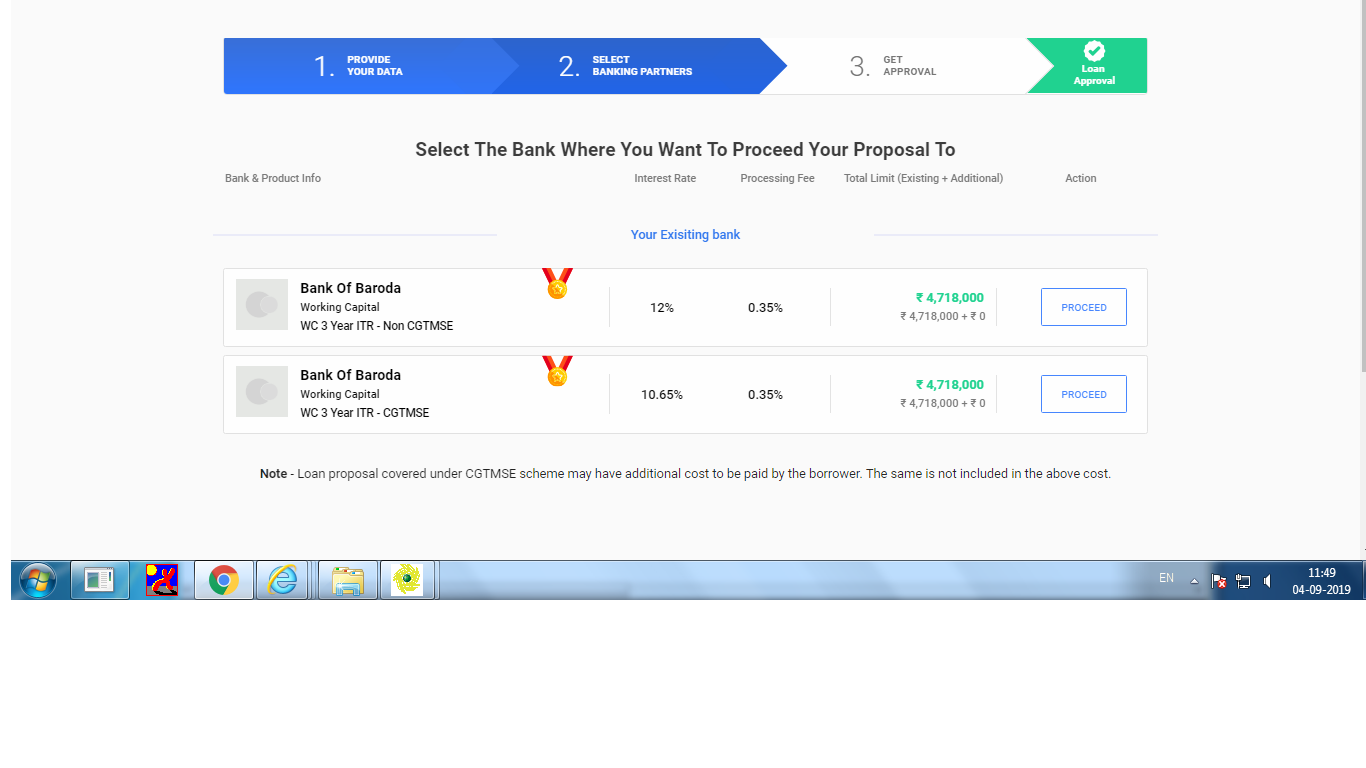 1. PROVIDE
YOUR DATA
2. SELECT
BANKING PARTNERS
3. GET
APPROVAL
Loan
Approval
Select The Bank Where You Want To Proceed Your Proposal To
Bank & Product Info Interest Rate Processing Fee Total Limit (Existing + Additional) Action
Your Exisiting bank
Bank Of Baroda
Working Capital
WC 3 Year ITR - Non CGTMSE
12% 0.35%
₹ 4,718,000
₹ 4,718,000 + ₹ 0
PROCEED
Bank Of Baroda
Working Capital
WC 3 Year ITR - CGTMSE
10.65% 0.35%
₹ 4,718,000
₹ 4,718,000 + ₹ 0
PROCEED
Note - Loan proposal covered under CGTMSE scheme may have additional cost to be paid by the borrower. The same is not included in the above cost.
EN
11:49
04-09-2019